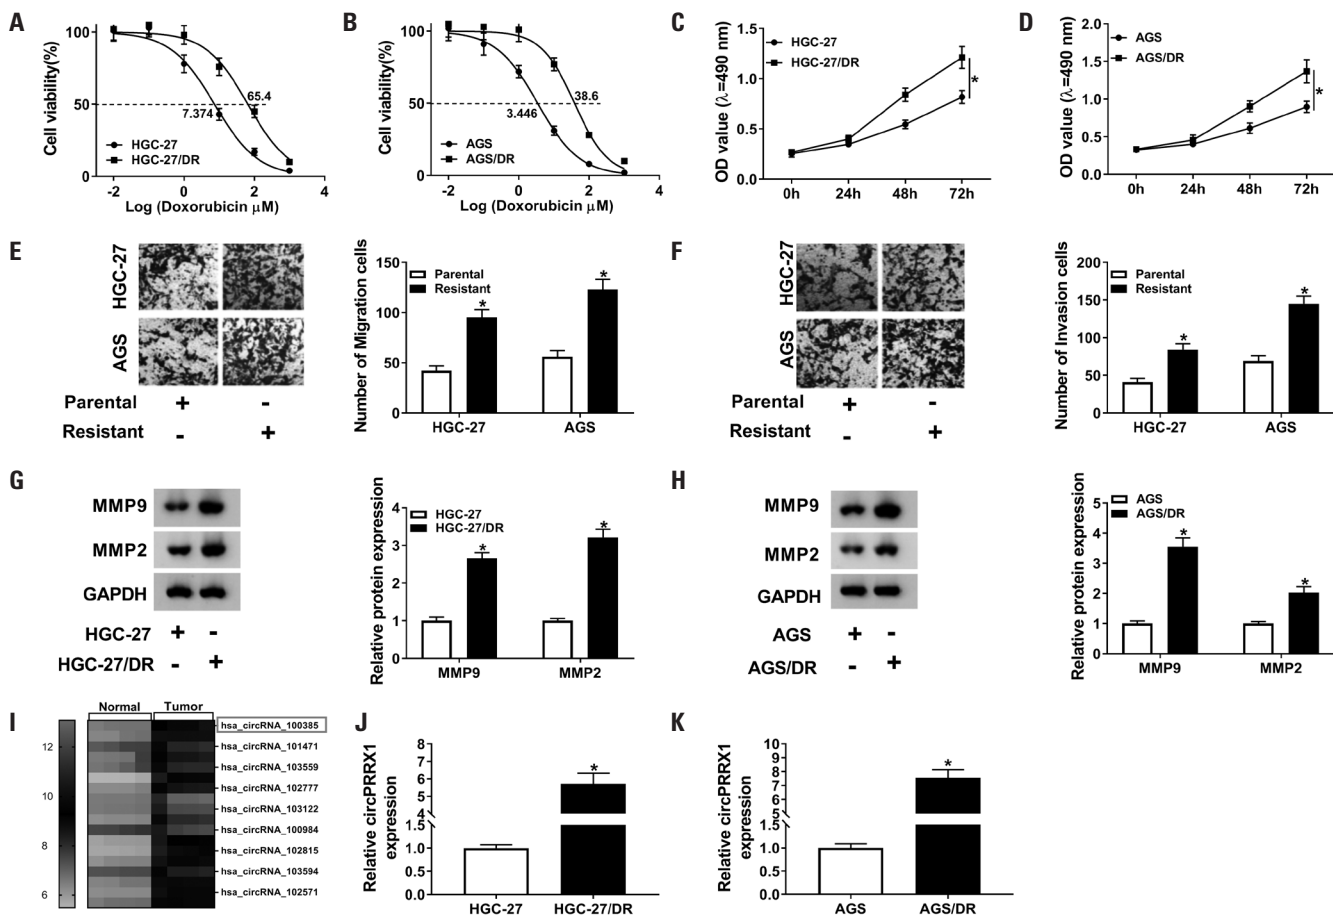 A
Cell viability(%)
100
50
0
65.4
7.374
HGC-27
HGC-27/DR
-2
0
2
4
Log (Doxorubicin μM)
B
Cell viability(%)
100
50
0
38.6
3.446
AGS
AGS/DR
-2
0
2
4
Log (Doxorubicin μM)
C
OD value (λ=490 nm)
1.5
1.0
0.5
0.0
HGC-27
HGC-27/DR
*
0h 24h 48h 72h
D
OD value (λ=490 nm)
2.0
1.5
1.0
0.5
0.0
AGS
AGS/DR
*
0h 24h 48h 72h
E
HGC-27
AGS
Parental + -
Resistant - +
Number of Migration cells
150
100
50
0
Parental
Resistant
*
*
HGC-27 AGS
F
HGC-27
AGS
Parental + -
Resistant - +
Number of Invasion cells
200
150
100
50
0
Parental
Resistant
*
*
HGC-27 AGS
G
MMP9
MMP2
GAPDH
HGC-27 + -
HGC-27/DR - +
Relative protein expression
4
3
2
1
0
HGC-27
HGC-27/DR
*
*
MMP9 MMP2
H
MMP9
MMP2
GAPDH
AGS + -
AGS/DR - +
Relative protein expression
5
4
3
2
1
0
AGS
AGS/DR
*
*
MMP9 MMP2
I
12
10
8
6
Normal Tumor
hsa_circRNA_100385
hsa_circRNA_101471
hsa_circRNA_103559
hsa_circRNA_102777
hsa_circRNA_103122
hsa_circRNA_100984
hsa_circRNA_102815
hsa_circRNA_103594
hsa_circRNA_102571
J
Relative circPRRX1
expression
8
7
6
5
4
1.5
1.0
0.5
0.0
*
HGC-27 HGC-27/DR
K
Relative circPRRX1
expression
10
9
8
7
6
5
4
1.5
1.0
0.5
0.0
*
AGS AGS/DR